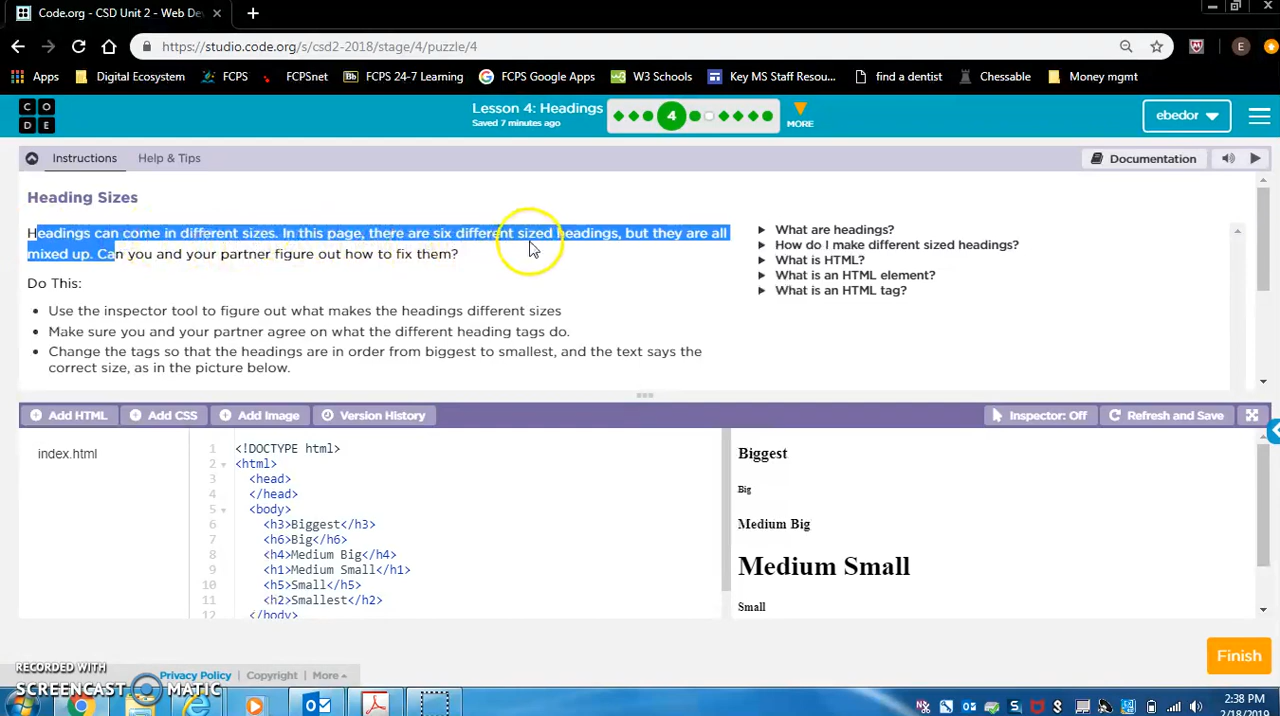 Code.org - CSD Unit 2 - Web De
https://studio.code.org/s/csd2-2018/stage/4/puzzle/4
E
Apps Digital Ecosystem FCPS FCPSnet Bb FCPS 24-7 Learning FCPS Google Apps W3 Schools Key MS Staff Resou... find a dentist Chessable Money mgmt
C O
D E
Lesson 4: Headings
Saved 7 minutes ago
4
MORE
ebedor
Instructions Help & Tips
Documentation
Heading Sizes
Headings can come in different sizes. In this page, there are six different sized headings, but they are all
mixed up. Can you and your partner figure out how to fix them?
Do This:
Use the inspector tool to figure out what makes the headings different sizes
Make sure you and your partner agree on what the different heading tags do.
Change the tags so that the headings are in order from biggest to smallest, and the text says the
correct size, as in the picture below.
What are headings?
How do I make different sized headings?
What is HTML?
What is an HTML element?
What is an HTML tag?
Add HTML Add CSS Add Image Version History
Inspector: Off Refresh and Save
index.html
1 <!DOCTYPE html>
2 <html>
3 <head>
4 </head>
5 <body>
6 <h3>Biggest</h3>
7 <h6>Big</h6>
8 <h4>Medium Big</h4>
9 <h1>Medium Small</h1>
10 <h5>Small</h5>
11 <h2>Smallest</h2>
12 </body>
Biggest
Big
Medium Big
Medium Small
Small
Finish
RECORDED WITH
SCREENCAST MATIC
Privacy Policy Copyright More
2:38 PM
2/18/2019